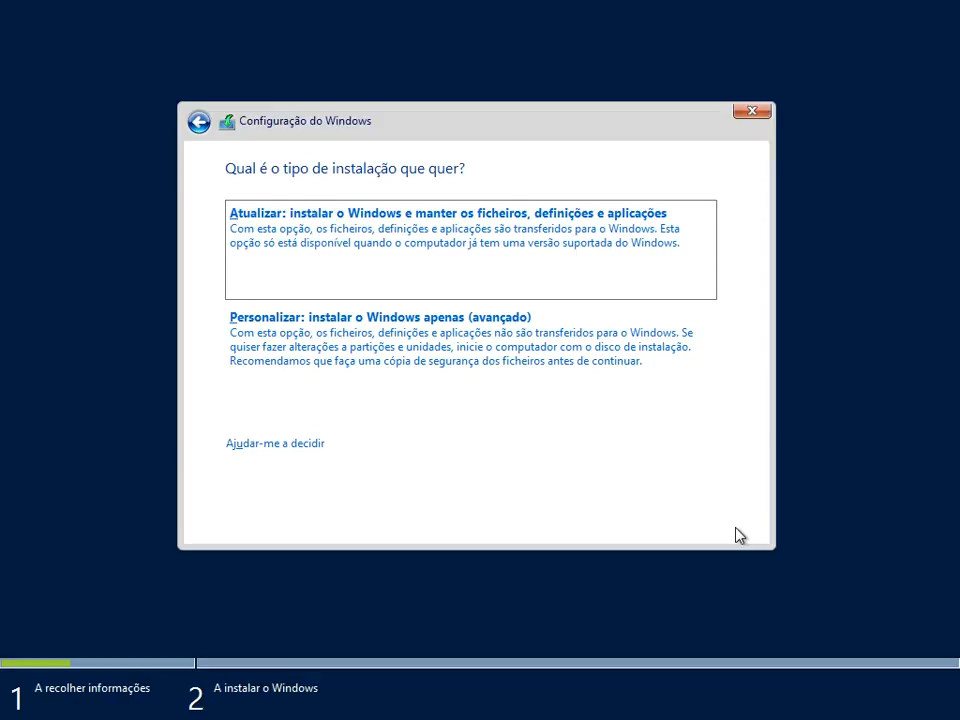 Configuração do Windows
Qual é o tipo de instalação que quer?
Atualizar: instalar o Windows e manter os ficheiros, definições e aplicações
Com esta opção, os ficheiros, definições e aplicações são transferidos para o Windows. Esta
opção só está disponível quando o computador já tem uma versão suportada do Windows.
Personalizar: instalar o Windows apenas (avançado)
Com esta opção, os ficheiros, definições e aplicações não são transferidos para o Windows. Se
quiser fazer alterações a partições e unidades, inicie o computador com o disco de instalação.
Recomendamos que faça uma cópia de segurança dos ficheiros antes de continuar.
Ajudar-me a decidir
1 A recolher informações
2 A instalar o Windows